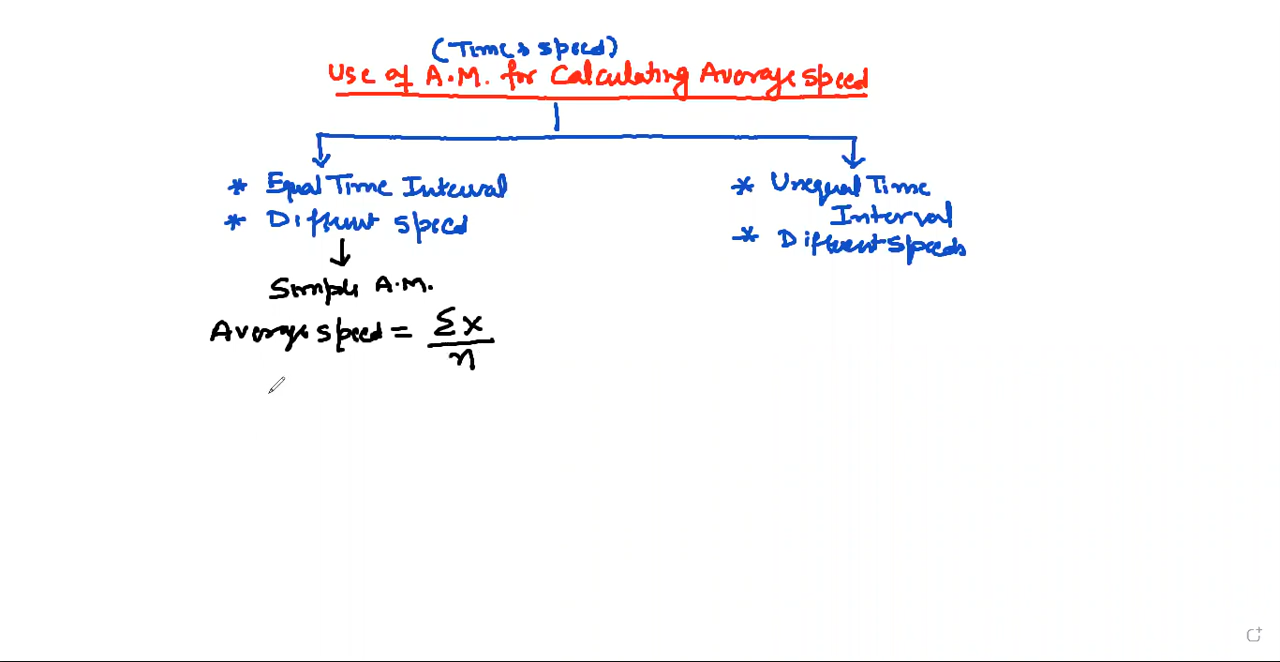 (Time & speed)
Use of A.M. for Calculating Average speed
* Equal Time Interval
* Different speed
Simple A.M.
Average speed = Σx / n
* Unequal Time
Interval
* Different speeds